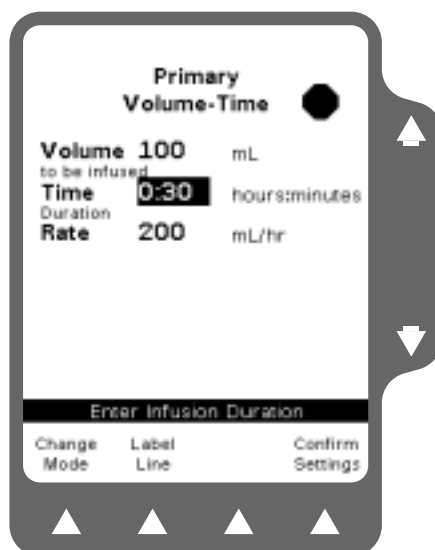 Primary
Volume-Time
Volume 100 mL
to be infused
Time 0:30 hours:minutes
Duration
Rate 200 mL/hr
Enter Infusion Duration
Change Label Confirm
Mode Line Settings